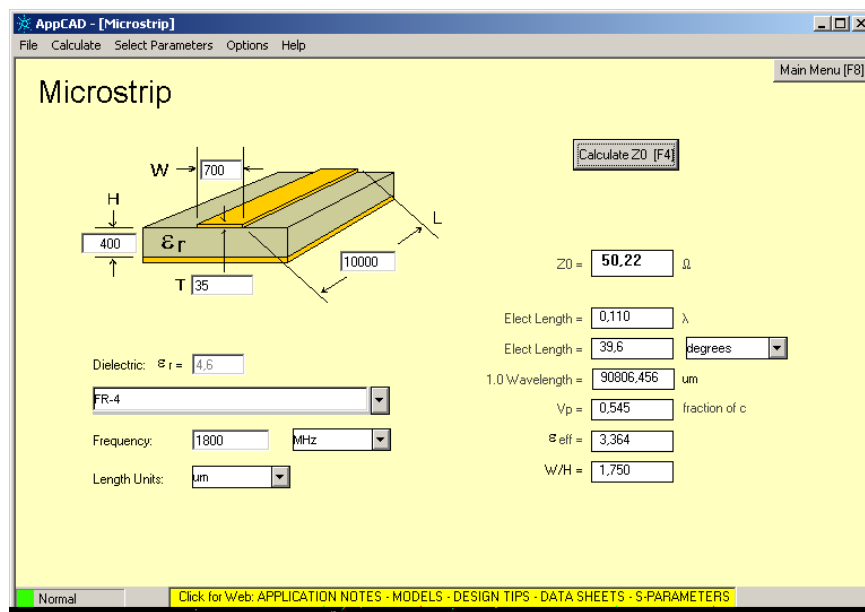 AppCAD - [Microstrip]
File Calculate Select Parameters Options Help
Main Menu [F8]
Microstrip
Calculate Z0 [F4]
W 700
H
L
400
εr
10000
T 35
Z0 = 50,22 Ω
Elect Length = 0,110 λ
Elect Length = 39,6 degrees
Dielectric: εr = 4,6
1.0 Wavelength = 90806,456 um
FR-4
Vp = 0,545 fraction of c
Frequency: 1800 MHz
εeff = 3,364
Length Units: um
W/H = 1,750
Normal
Click for Web: APPLICATION NOTES - MODELS - DESIGN TIPS - DATA SHEETS - S-PARAMETERS